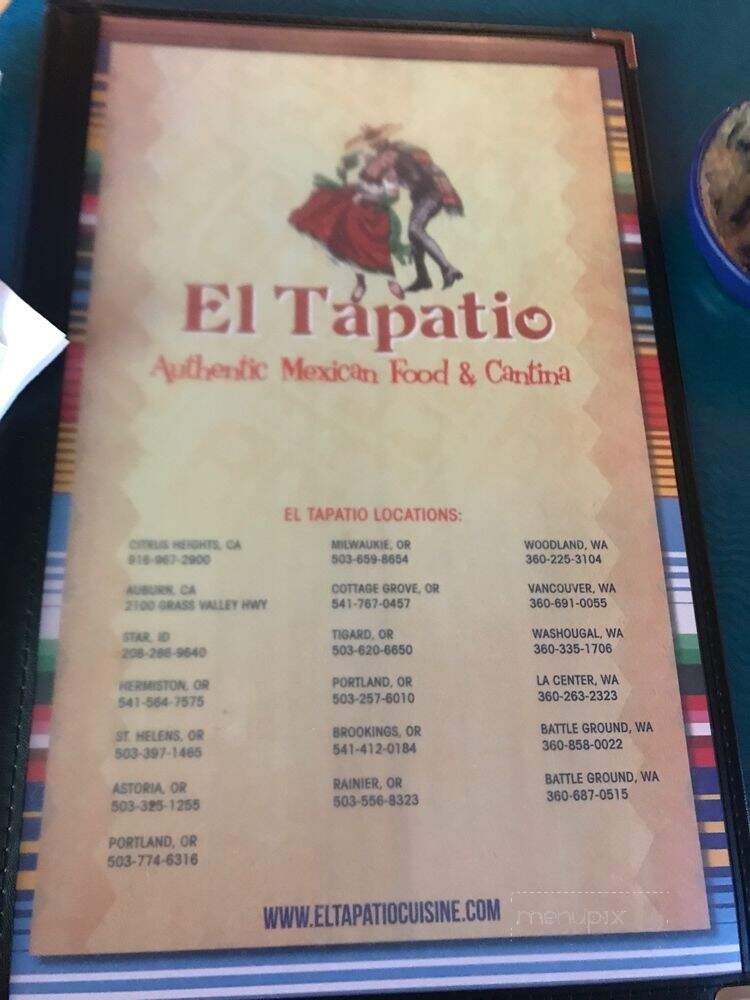 El Tapatio
Authentic Mexican Food & Cantina
EL TAPATIO LOCATIONS:
CITRUS HEIGHTS, CA
916-967-2900
AUBURN, CA
2100 GRASS VALLEY HWY
STAR, ID
208-286-9640
HERMISTON, OR
541-564-7575
ST. HELENS, OR
503-397-1465
ASTORIA, OR
503-325-1255
PORTLAND, OR
503-774-6316
MILWAUKIE, OR
503-659-8654
COTTAGE GROVE, OR
541-767-0457
TIGARD, OR
503-620-6650
PORTLAND, OR
503-257-6010
BROOKINGS, OR
541-412-0184
RAINIER, OR
503-556-8323
WOODLAND, WA
360-225-3104
VANCOUVER, WA
360-691-0055
WASHOUGAL, WA
360-335-1706
LA CENTER, WA
360-263-2323
BATTLE GROUND, WA
360-858-0022
BATTLE GROUND, WA
360-687-0515
WWW.ELTAPATIOCUISINE.COM
menupix